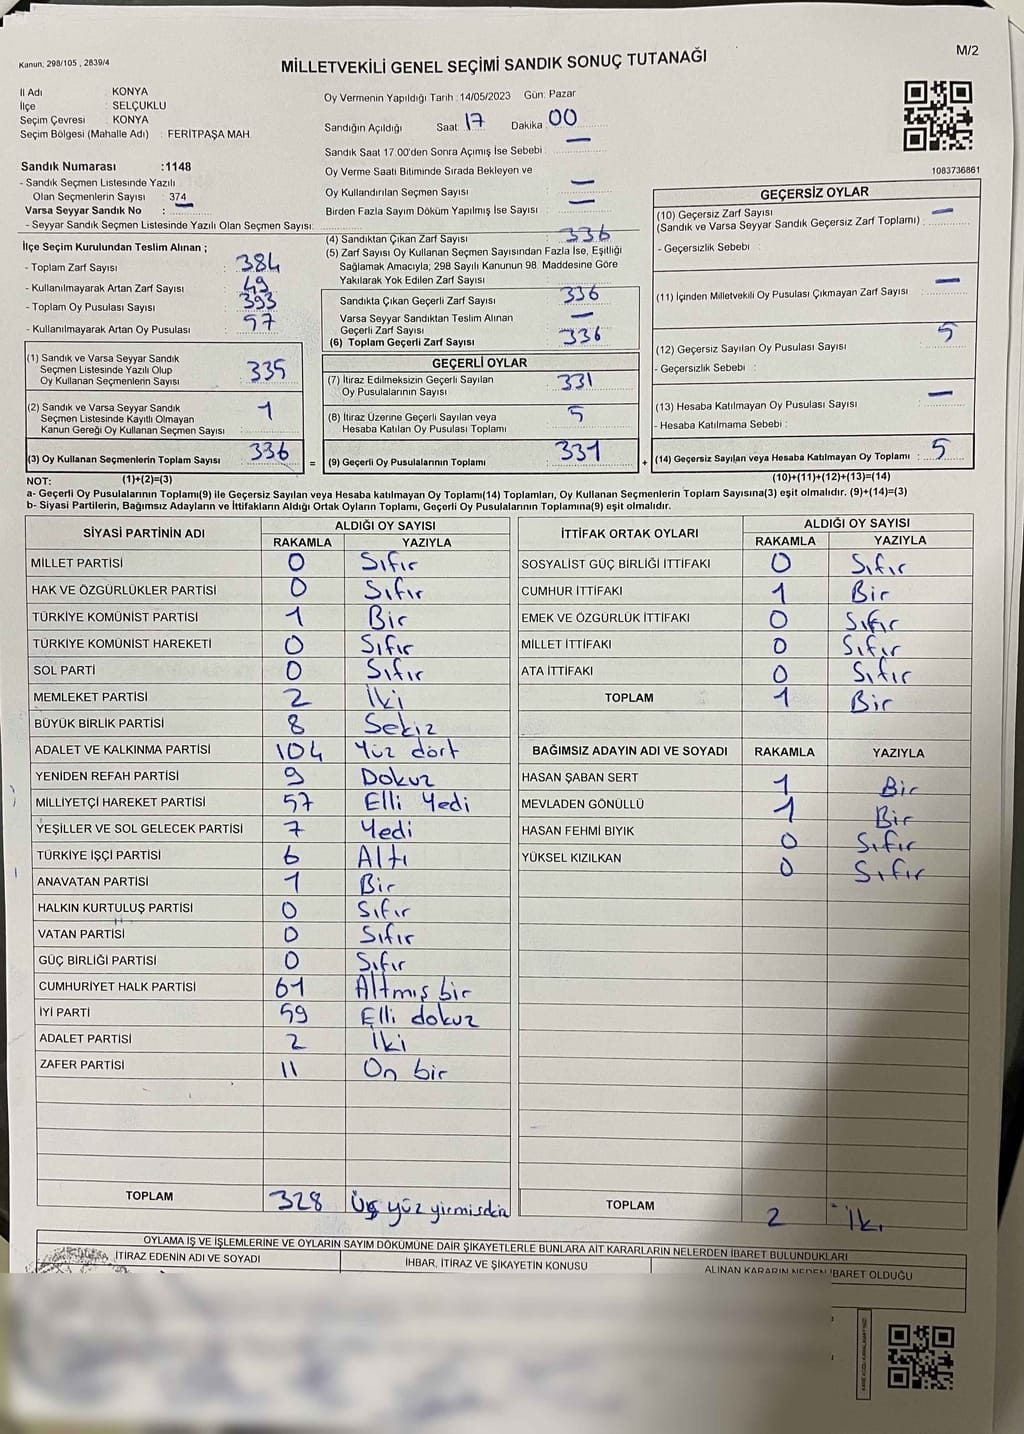 Kanun, 298/105 , 2839/4
MİLLETVEKİLİ GENEL SEÇİMİ SANDIK SONUÇ TUTANAĞI
M/2
İl Adı KONYA
İlçe SELÇUKLU
Seçim Çevresi KONYA
Seçim Bölgesi (Mahalle Adı) : FERİTPAŞA MAH.
Oy Vermenin Yapıldığı Tarih :14/05/2023 Gün: Pazar
Sandığın Açıldığı Saat: 17 Dakika: 00
Sandık Saat 17:00'den Sonra Açımış İse Sebebi : —
Oy Verme Saati Bitiminde Sırada Bekleyen ve
Oy Kullandırılan Seçmen Sayısı : —
Birden Fazla Sayım Döküm Yapılmış İse Sayısı : —
1083736861
Sandık Numarası :1148
- Sandık Seçmen Listesinde Yazılı
Olan Seçmenlerin Sayısı : 374
Varsa Seyyar Sandık No : —
- Seyyar Sandık Seçmen Listesinde Yazılı Olan Seçmen Sayısı:
İlçe Seçim Kurulundan Teslim Alınan ;
- Toplam Zarf Sayısı : 384
- Kullanılmayarak Artan Zarf Sayısı : 49
- Toplam Oy Pusulası Sayısı : 393
- Kullanılmayarak Artan Oy Pusulası : 57
(1) Sandık ve Varsa Seyyar Sandık
Seçmen Listesinde Yazılı Olup
Oy Kullanan Seçmenlerin Sayısı : 335
(2) Sandık ve Varsa Seyyar Sandık
Seçmen Listesinde Kayıtlı Olmayan
Kanun Gereği Oy Kullanan Seçmen Sayısı : 1
(3) Oy Kullanan Seçmenlerin Toplam Sayısı : 336
(4) Sandıktan Çıkan Zarf Sayısı : 336
(5) Zarf Sayısı Oy Kullanan Seçmen Sayısından Fazla İse, Eşitliği
Sağlamak Amacıyla; 298 Sayılı Kanunun 98. Maddesine Göre
Yakılarak Yok Edilen Zarf Sayısı :
Sandıkta Çıkan Geçerli Zarf Sayısı : 336
Varsa Seyyar Sandıktan Teslim Alınan
Geçerli Zarf Sayısı : —
(6) Toplam Geçerli Zarf Sayısı : 336
GEÇERLİ OYLAR
(7) İtiraz Edilmeksizin Geçerli Sayılan
Oy Pusulalarının Sayısı : 331
(8) İtiraz Üzerine Geçerli Sayılan veya
Hesaba Katılan Oy Pusulası Toplamı : 5
= (9) Geçerli Oy Pusulalarının Toplamı : 331
GEÇERSİZ OYLAR
(10) Geçersiz Zarf Sayısı
(Sandık ve Varsa Seyyar Sandık Geçersiz Zarf Toplamı) : —
- Geçersizlik Sebebi :
(11) İçinden Milletvekili Oy Pusulası Çıkmayan Zarf Sayısı : —
(12) Geçersiz Sayılan Oy Pusulası Sayısı : 5
- Geçersizlik Sebebi :
(13) Hesaba Katılmayan Oy Pusulası Sayısı : —
- Hesaba Katılmama Sebebi :
+ (14) Geçersiz Sayılan veya Hesaba Katılmayan Oy Toplamı : 5
NOT: (1)+(2)=(3) (10)+(11)+(12)+(13)=(14)
a- Geçerli Oy Pusulalarının Toplamı(9) ile Geçersiz Sayılan veya Hesaba katılmayan Oy Toplamı(14) Toplamları, Oy Kullanan Seçmenlerin Toplam Sayısına(3) eşit olmalıdır. (9)+(14)=(3)
b- Siyasi Partilerin, Bağımsız Adayların ve İttifakların Aldığı Ortak Oyların Toplamı, Geçerli Oy Pusulalarının Toplamına(9) eşit olmalıdır.
SİYASİ PARTİNİN ADI ALDIĞI OY SAYISI
RAKAMLA YAZIYLA
MİLLET PARTİSİ 0 Sıfır
HAK VE ÖZGÜRLÜKLER PARTİSİ 0 Sıfır
TÜRKİYE KOMÜNİST PARTİSİ 1 Bir
TÜRKİYE KOMÜNİST HAREKETİ 0 Sıfır
SOL PARTİ 0 Sıfır
MEMLEKET PARTİSİ 2 İki
BÜYÜK BİRLİK PARTİSİ 8 Sekiz
ADALET VE KALKINMA PARTİSİ 104 Yüz dört
YENİDEN REFAH PARTİSİ 9 Dokuz
MİLLİYETÇİ HAREKET PARTİSİ 57 Elli Yedi
YEŞİLLER VE SOL GELECEK PARTİSİ 7 Yedi
TÜRKİYE İŞÇİ PARTİSİ 6 Altı
ANAVATAN PARTİSİ 1 Bir
HALKIN KURTULUŞ PARTİSİ 0 Sıfır
VATAN PARTİSİ 0 Sıfır
GÜÇ BİRLİĞİ PARTİSİ 0 Sıfır
CUMHURİYET HALK PARTİSİ 61 Altmış bir
İYİ PARTİ 59 Elli dokuz
ADALET PARTİSİ 2 İki
ZAFER PARTİSİ 11 On bir
TOPLAM 328 Üç yüz yirmisekiz
İTTİFAK ORTAK OYLARI ALDIĞI OY SAYISI
RAKAMLA YAZIYLA
SOSYALİST GÜÇ BİRLİĞİ İTTİFAKI 0 Sıfır
CUMHUR İTTİFAKI 1 Bir
EMEK VE ÖZGÜRLÜK İTTİFAKI 0 Sıfır
MİLLET İTTİFAKI 0 Sıfır
ATA İTTİFAKI 0 Sıfır
TOPLAM 1 Bir
BAĞIMSIZ ADAYIN ADI VE SOYADI RAKAMLA YAZIYLA
HASAN ŞABAN SERT 1 Bir
MEVLADEN GÖNÜLLÜ 1 Bir
HASAN FEHMİ BIYIK 0 Sıfır
YÜKSEL KIZILKAN 0 Sıfır
TOPLAM 2 İki
OYLAMA İŞ VE İŞLEMLERİNE VE OYLARIN SAYIM DÖKÜMÜNE DAİR ŞİKAYETLERLE BUNLARA AİT KARARLARIN NELERDEN İBARET BULUNDUKLARI
İTİRAZ EDENİN ADI VE SOYADI İHBAR, İTİRAZ VE ŞİKAYETİN KONUSU ALINAN KARARIN NEDEN İBARET OLDUĞU